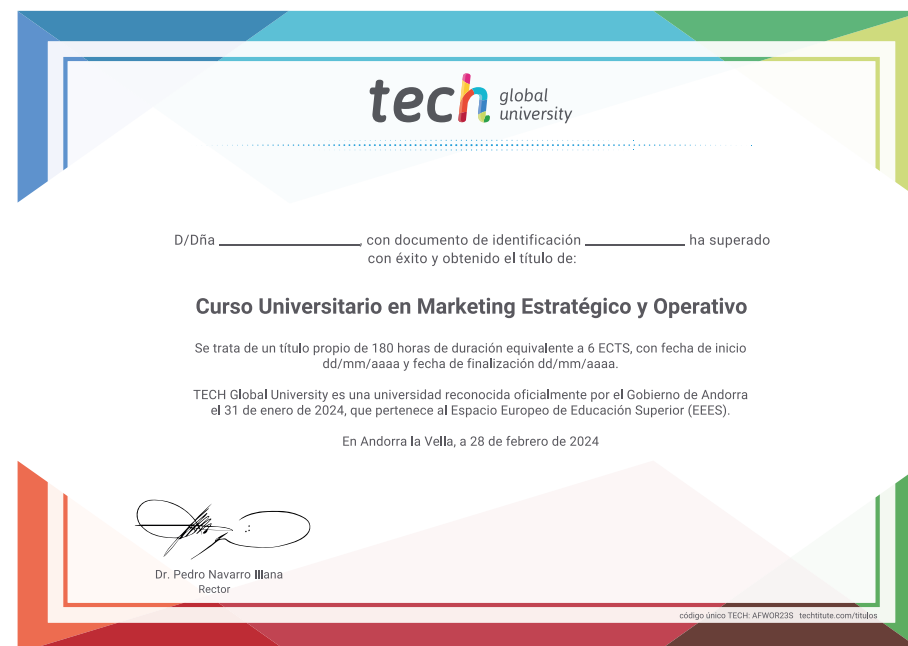 tech global university
D/Dña ______________, con documento de identificación __________ ha superado
con éxito y obtenido el título de:
Curso Universitario en Marketing Estratégico y Operativo
Se trata de un título propio de 180 horas de duración equivalente a 6 ECTS, con fecha de inicio
dd/mm/aaaa y fecha de finalización dd/mm/aaaa.
TECH Global University es una universidad reconocida oficialmente por el Gobierno de Andorra
el 31 de enero de 2024, que pertenece al Espacio Europeo de Educación Superior (EEES).
En Andorra la Vella, a 28 de febrero de 2024
Dr. Pedro Navarro Illana
Rector
código único TECH: AFWOR23S techtitute.com/titulos